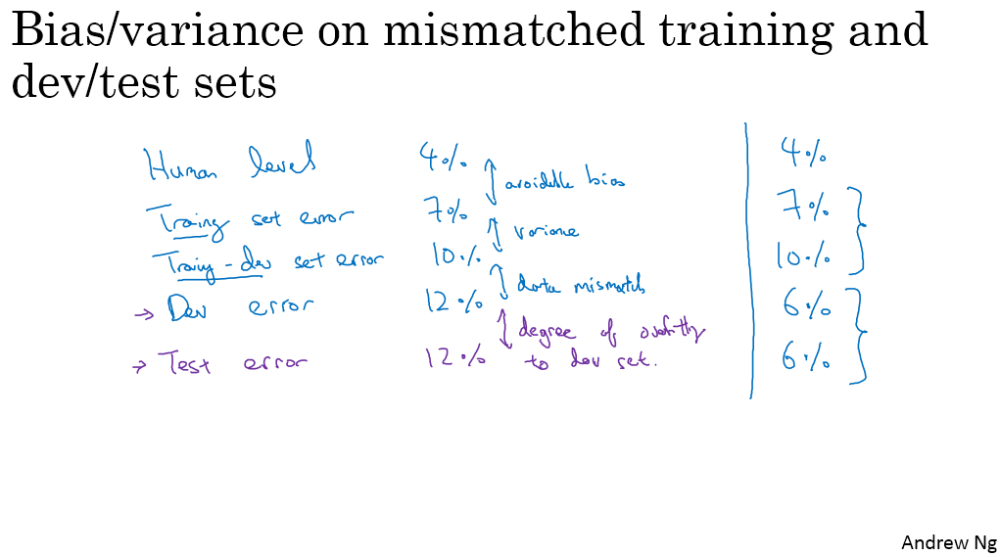 Bias/variance on mismatched training and
dev/test sets
Human level 4% 4%
avoidable bias
Training set error 7% 7%
variance
Training-dev set error 10% 10%
data mismatch
→ Dev error 12% 6%
degree of overfitting
→ Test error 12% to dev set. 6%
Andrew Ng